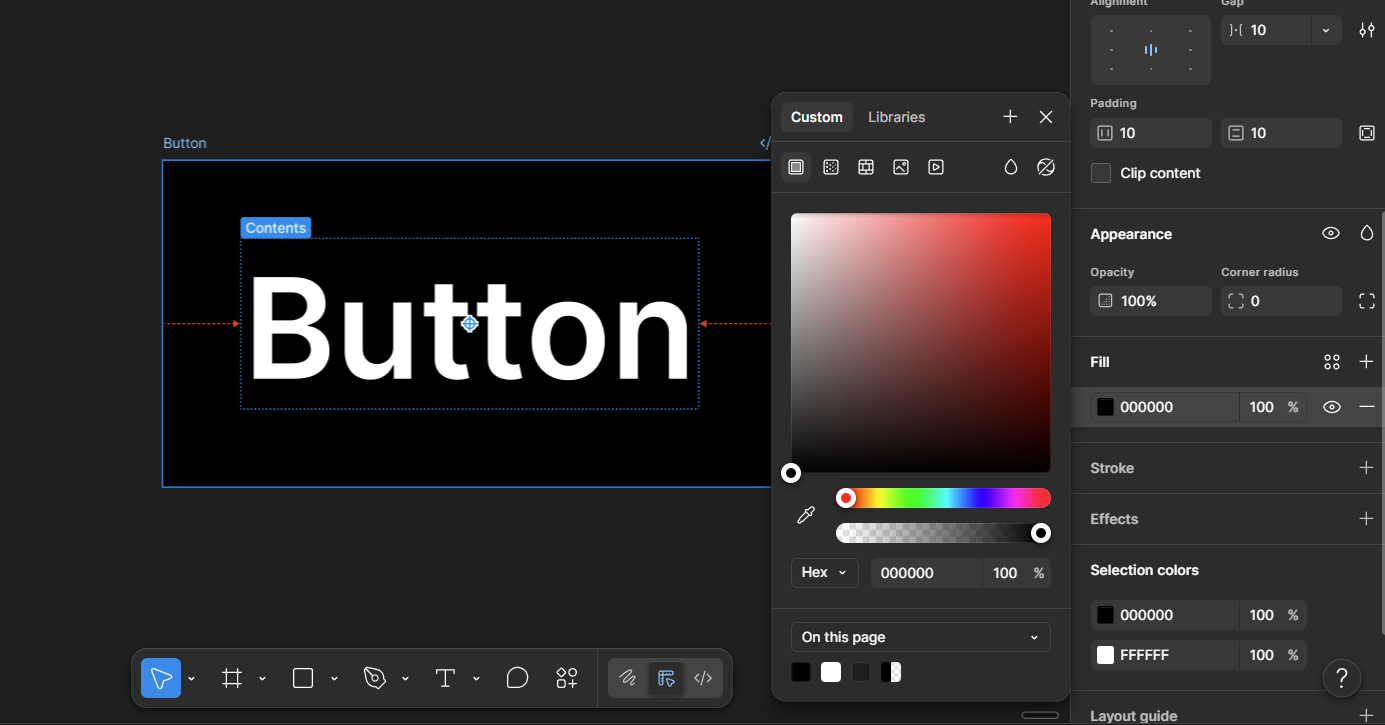 Alignment
Gap
10
Padding
10
10
Clip content
Button
</
Custom
Libraries
Contents
Button
Appearance
Opacity
Corner radius
100%
0
Fill
000000
100
%
Stroke
Effects
Hex
000000
100
%
Selection colors
000000
100
%
FFFFFF
100
%
On this page
T
</>
?
Layout guide